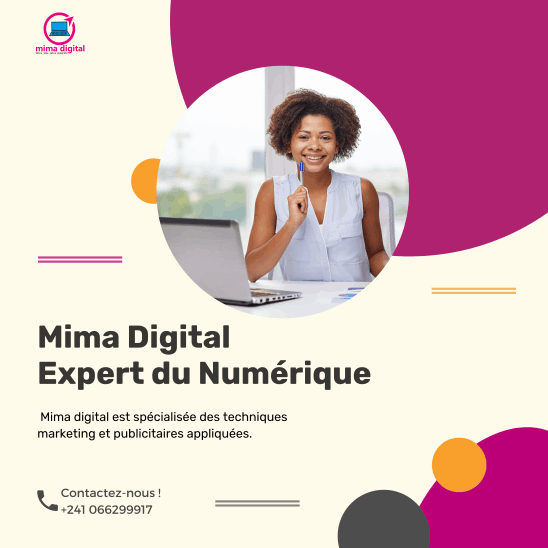 mima digital
Mima Digital
Expert du Numérique
Mima digital est spécialisée des techniques
marketing et publicitaires appliquées.
Contactez-nous !
+241 066299917